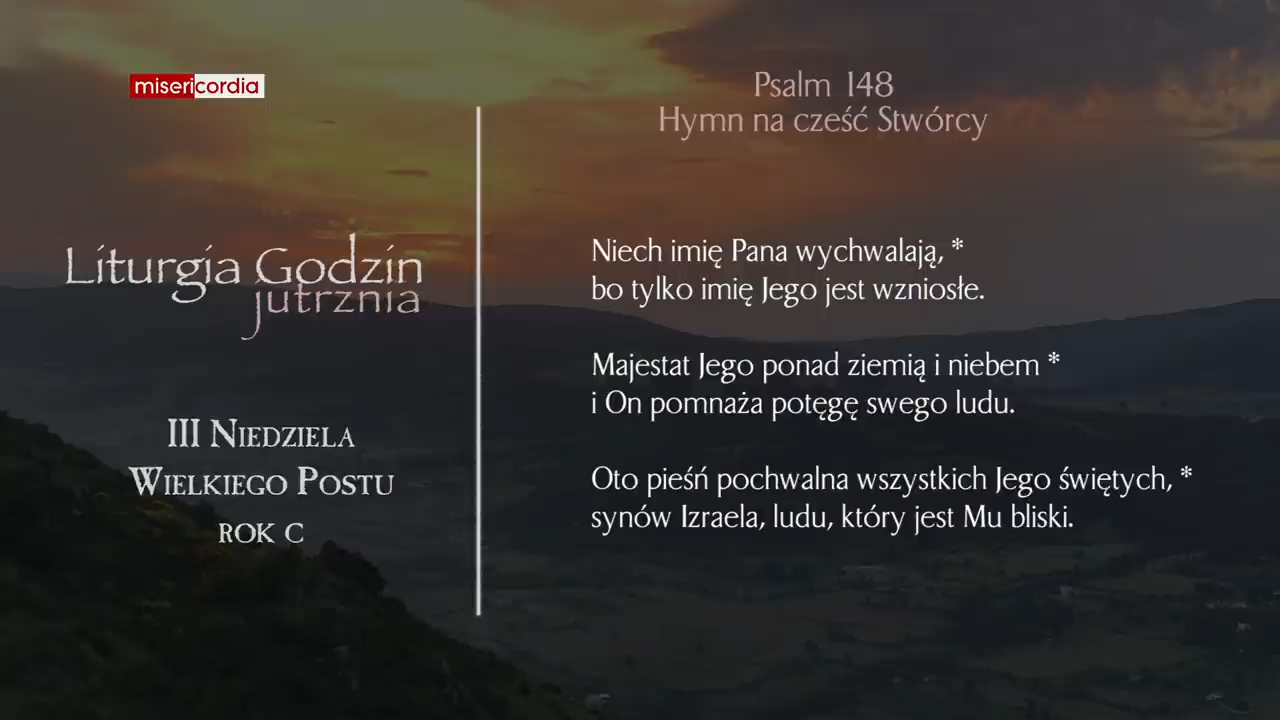 misericordia
Liturgia Godzin
jutrznia
III Niedziela
Wielkiego Postu
rok C
Psalm 148
Hymn na cześć Stwórcy
Niech imię Pana wychwalają, *
bo tylko imię Jego jest wzniosłe.
Majestat Jego ponad ziemią i niebem *
i On pomnaża potęgę swego ludu.
Oto pieśń pochwalna wszystkich Jego świętych, *
synów Izraela, ludu, który jest Mu bliski.